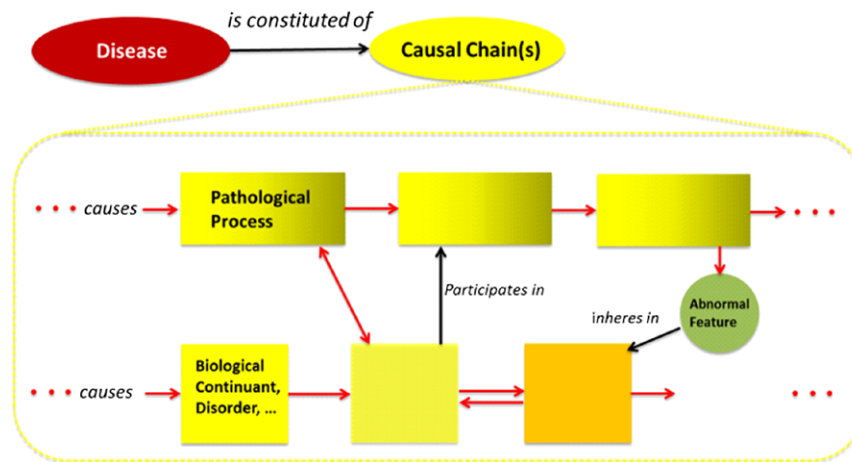 is constituted of
Disease
Causal Chain(s)
causes
Pathological
Process
Participates in
inheres in
Abnormal
Feature
causes
Biological
Continuant,
Disorder, ...